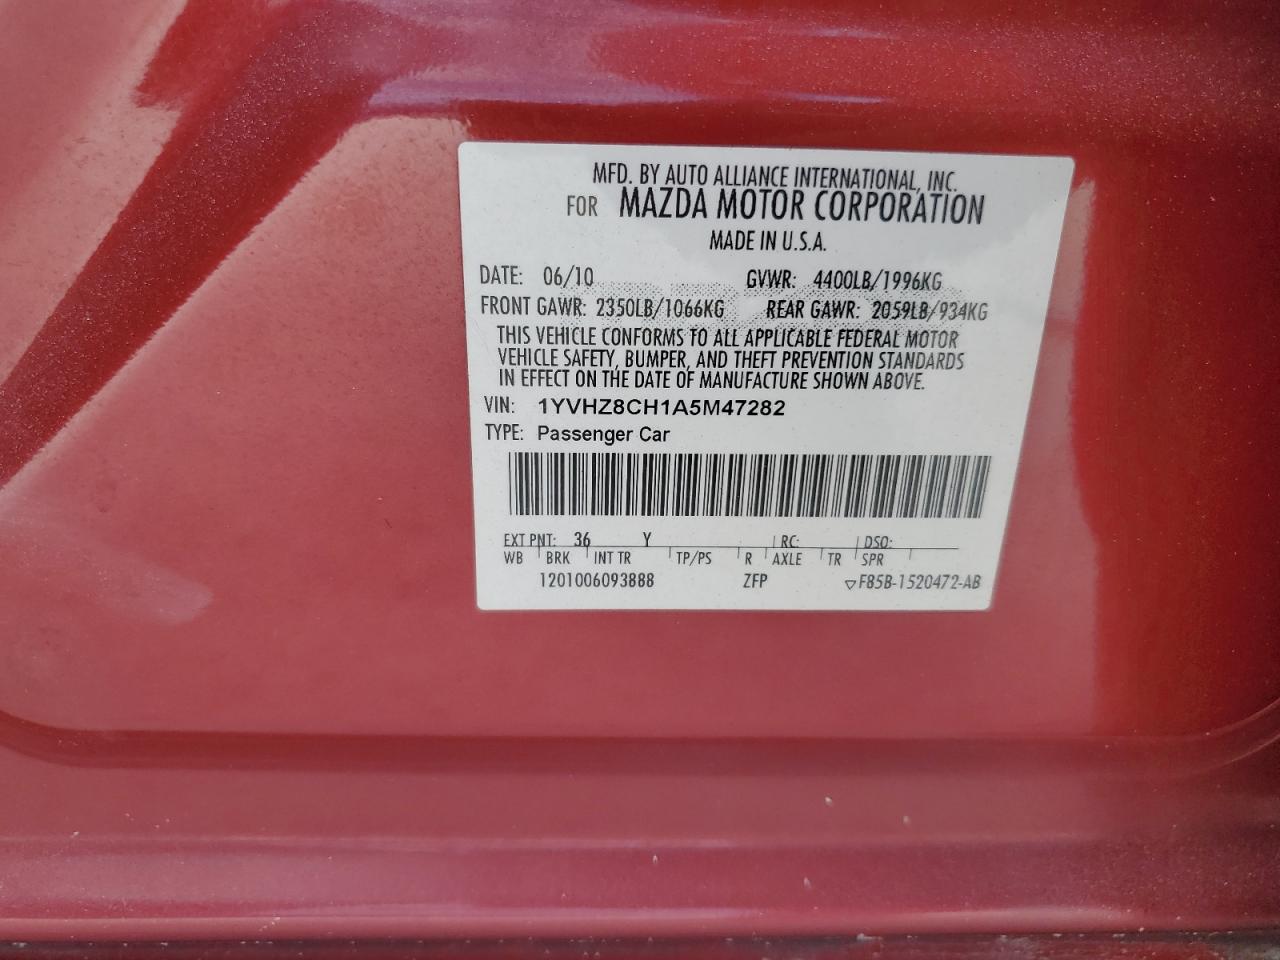 MFD. BY AUTO ALLIANCE INTERNATIONAL, INC.
FOR MAZDA MOTOR CORPORATION
MADE IN U.S.A.
DATE: 06/10 GVWR: 4400LB/1996KG
FRONT GAWR: 2350LB/1066KG REAR GAWR: 2059LB/934KG
THIS VEHICLE CONFORMS TO ALL APPLICABLE FEDERAL MOTOR
VEHICLE SAFETY, BUMPER, AND THEFT PREVENTION STANDARDS
IN EFFECT ON THE DATE OF MANUFACTURE SHOWN ABOVE.
VIN: 1YVHZ8CH1A5M47282
TYPE: Passenger Car
EXT PNT: 36 Y RC: DSO:
WB BRK INT TR TP/PS R AXLE TR SPR
1201006093888 ZFP ▽F85B-1520472-AB